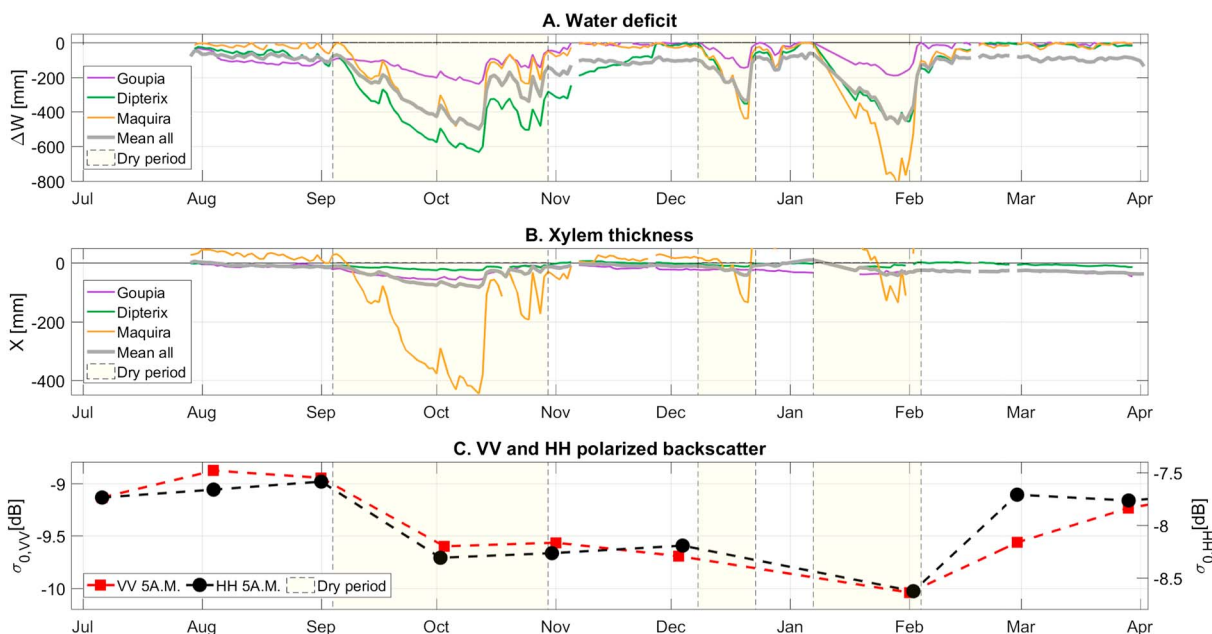 A. Water deficit
ΔW [mm]
0
-200
-400
-600
-800
Goupia
Dipterix
Maquira
Mean all
Dry period
Jul Aug Sep Oct Nov Dec Jan Feb Mar Apr
B. Xylem thickness
X [mm]
0
-200
-400
Goupia
Dipterix
Maquira
Mean all
Dry period
Jul Aug Sep Oct Nov Dec Jan Feb Mar Apr
C. VV and HH polarized backscatter
σ0,VV[dB]
-9
-9.5
-10
VV 5A.M. HH 5A.M. Dry period
-7.5
-8
-8.5
σ0,HH[dB]
Jul Aug Sep Oct Nov Dec Jan Feb Mar Apr